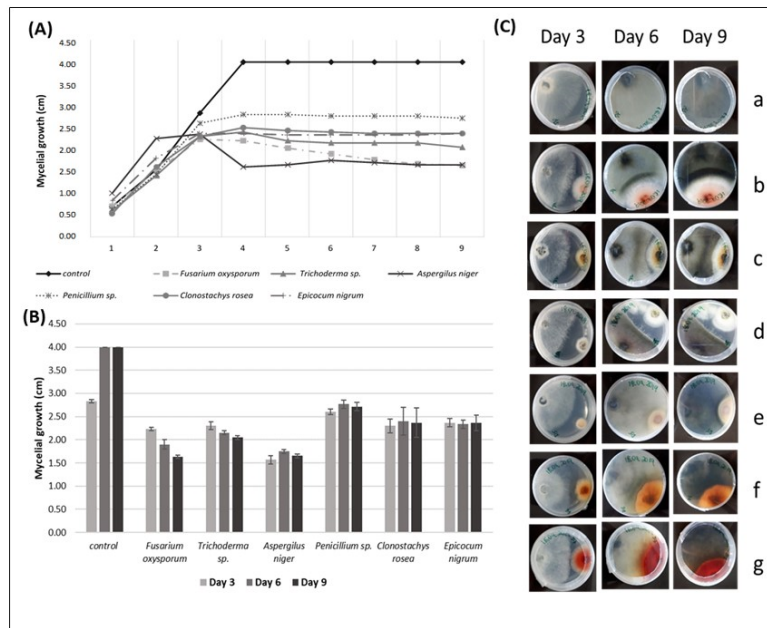 (A)
4.50
4.00
3.50
3.00
2.50
2.00
1.50
1.00
0.50
0.00
Mycelial growth (cm)
1 2 3 4 5 6 7 8 9
control Fusarium oxysporum Trichoderma sp. Aspergilus niger
Penicillium sp. Clonostachys rosea Epicocum nigrum
(B)
4.50
4.00
3.50
3.00
2.50
2.00
1.50
1.00
0.50
0.00
Mycelial growth (cm)
control Fusarium oxysporum Trichoderma sp. Aspergilus niger Penicillium sp. Clonostachys rosea Epicocum nigrum
Day 3 Day 6 Day 9
(C)
Day 3 Day 6 Day 9
a
b
c
d
e
f
g